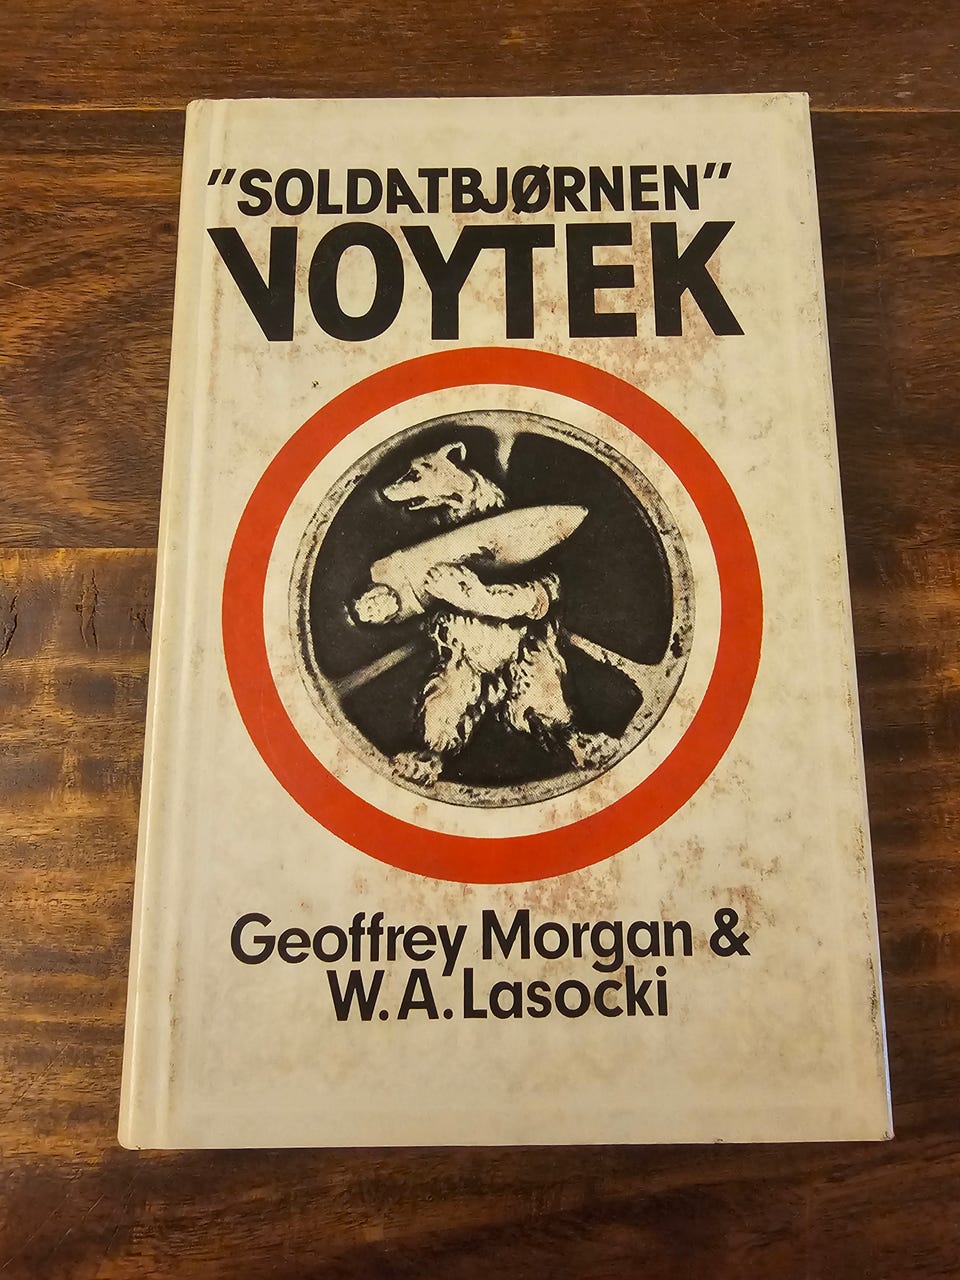 ”SOLDATBJØRNEN”
VOYTEK
Geoffrey Morgan &
W.A. Lasocki